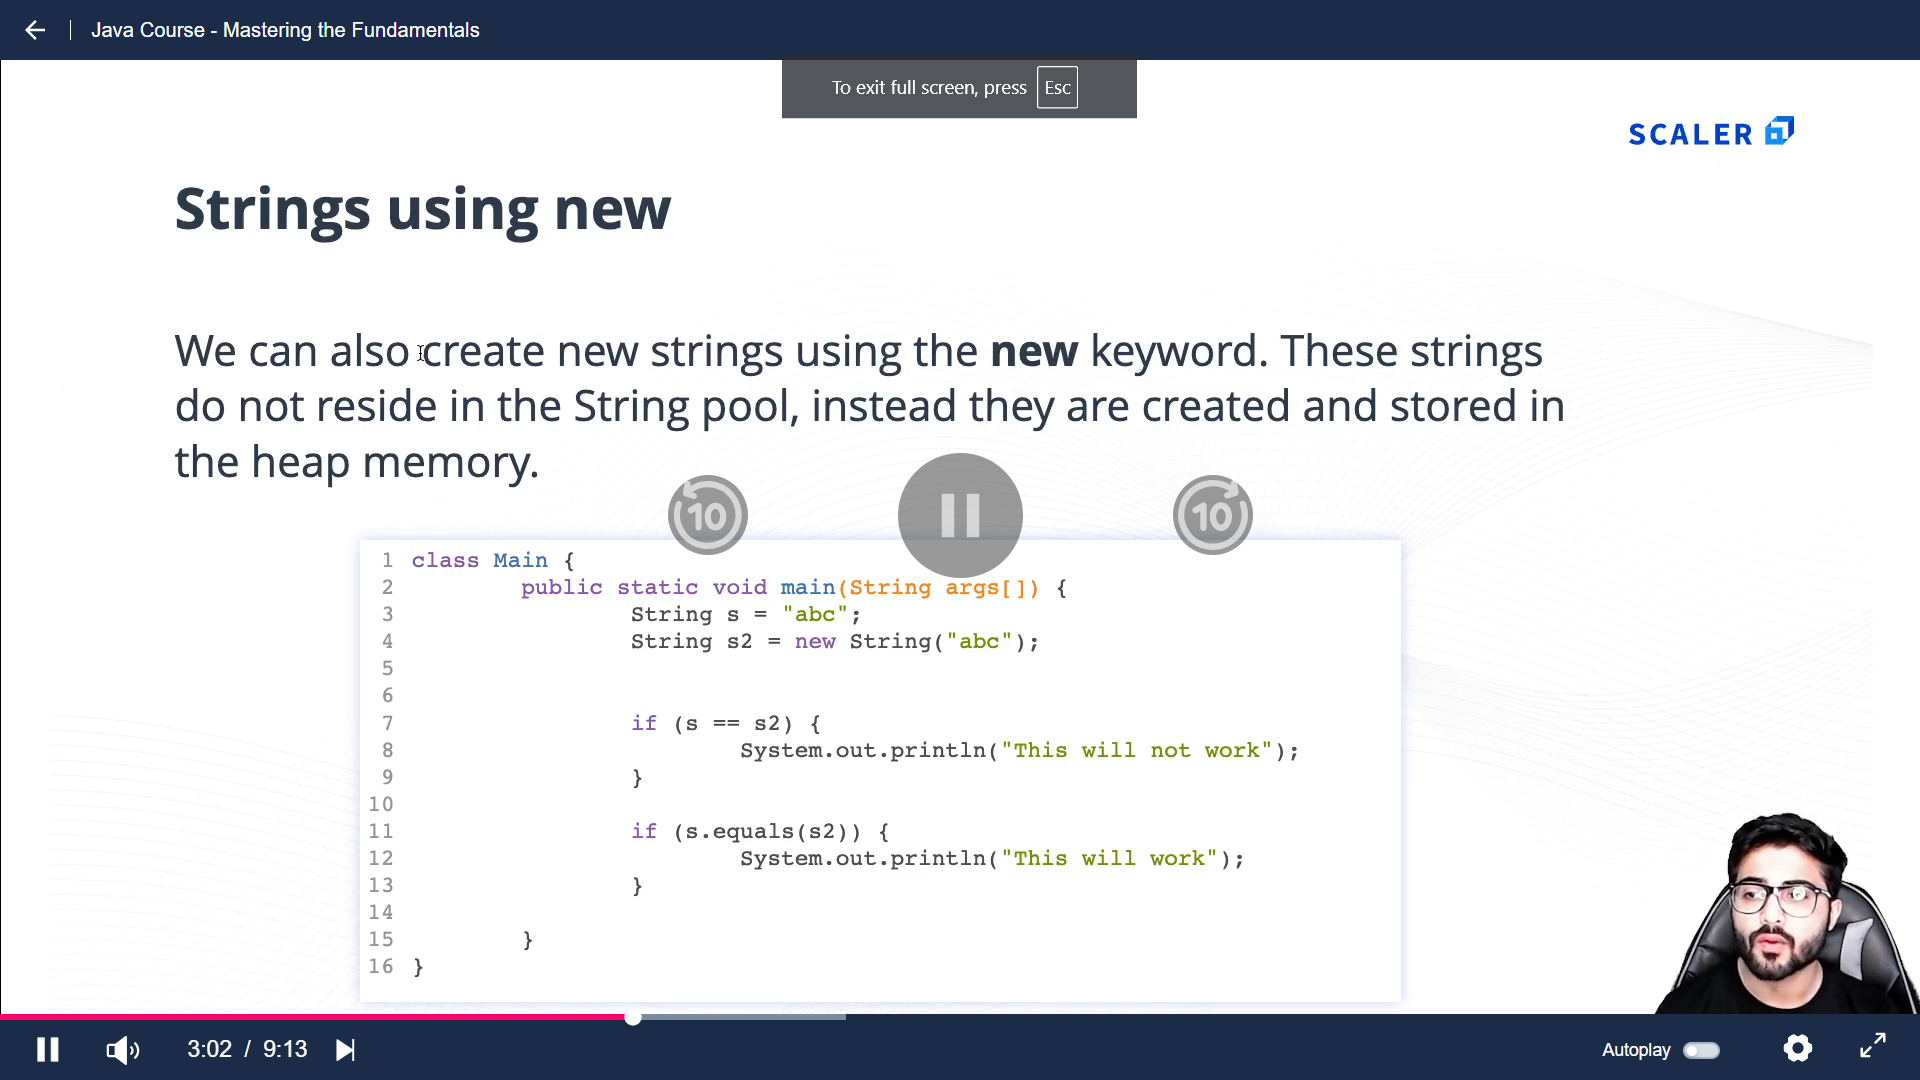 Java Course - Mastering the Fundamentals
To exit full screen, press Esc
SCALER
Strings using new
We can also create new strings using the new keyword. These strings
do not reside in the String pool, instead they are created and stored in
the heap memory.
10 10
1 class Main {
2 public static void main(String args[]) {
3 String s = "abc";
4 String s2 = new String("abc");
5
6
7 if (s == s2) {
8 System.out.println("This will not work");
9 }
10
11 if (s.equals(s2)) {
12 System.out.println("This will work");
13 }
14
15 }
16 }
3:02 / 9:13
Autoplay